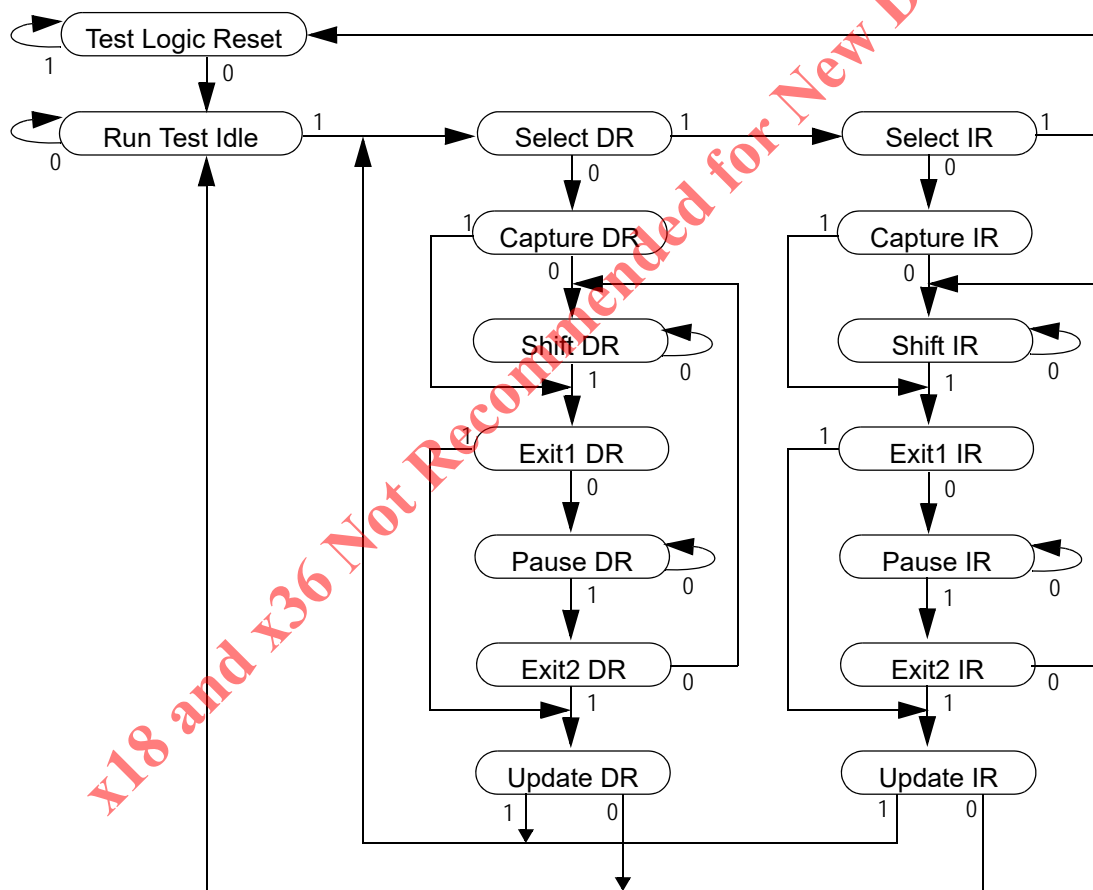 Test Logic Reset
1
0
Run Test Idle
0
1
Select DR
1
0
Select IR
1
0
Capture DR
1
0
Capture IR
1
0
Shift DR
0
1
Shift IR
0
1
Exit1 DR
1
0
Exit1 IR
1
0
Pause DR
0
1
Pause IR
0
1
Exit2 DR
0
1
Exit2 IR
0
1
Update DR
1
0
Update IR
1
0
x18 and x36 Not Recommended for New D